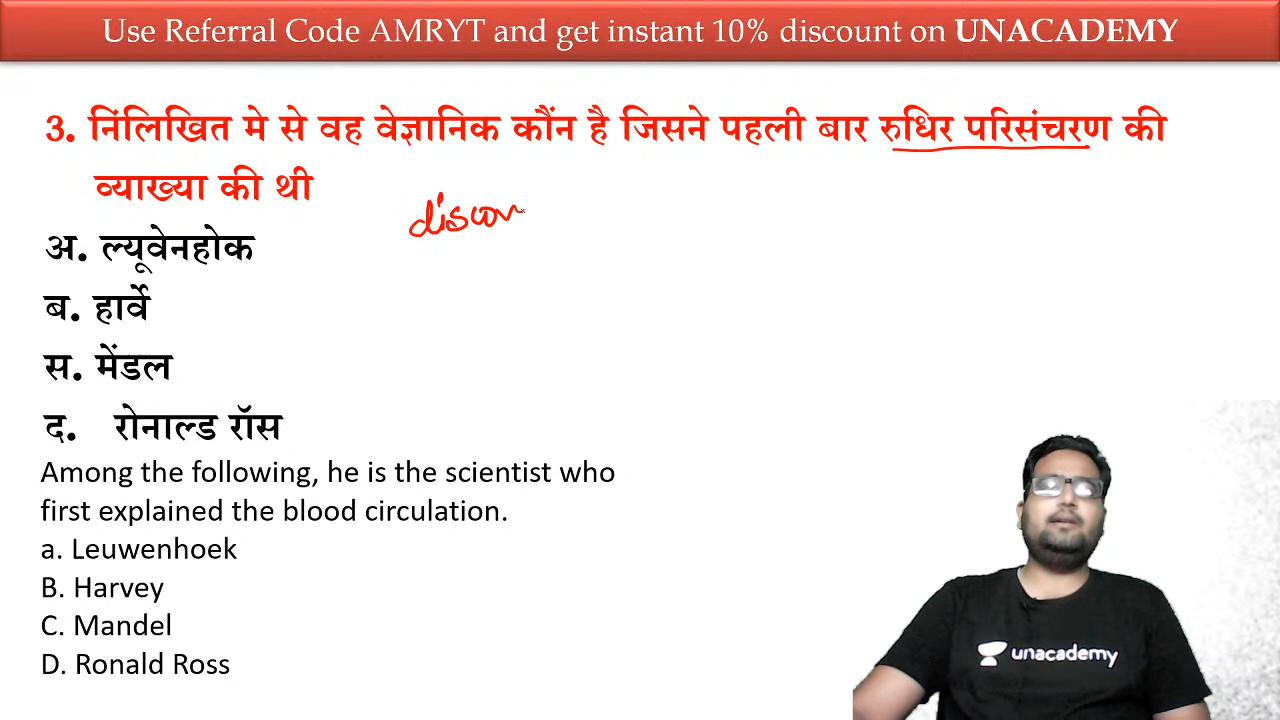 Use Referral Code AMRYT and get instant 10% discount on UNACADEMY
3. निंलिखित मे से वह वेज्ञानिक कौंन है जिसने पहली बार रुधिर परिसंचरण की
व्याख्या की थी
अ. ल्यूवेनहोक
ब. हार्वे
स. मेंडल
द. रोनाल्ड रॉस
Among the following, he is the scientist who
first explained the blood circulation.
a. Leuwenhoek
B. Harvey
C. Mandel
D. Ronald Ross
unacademy